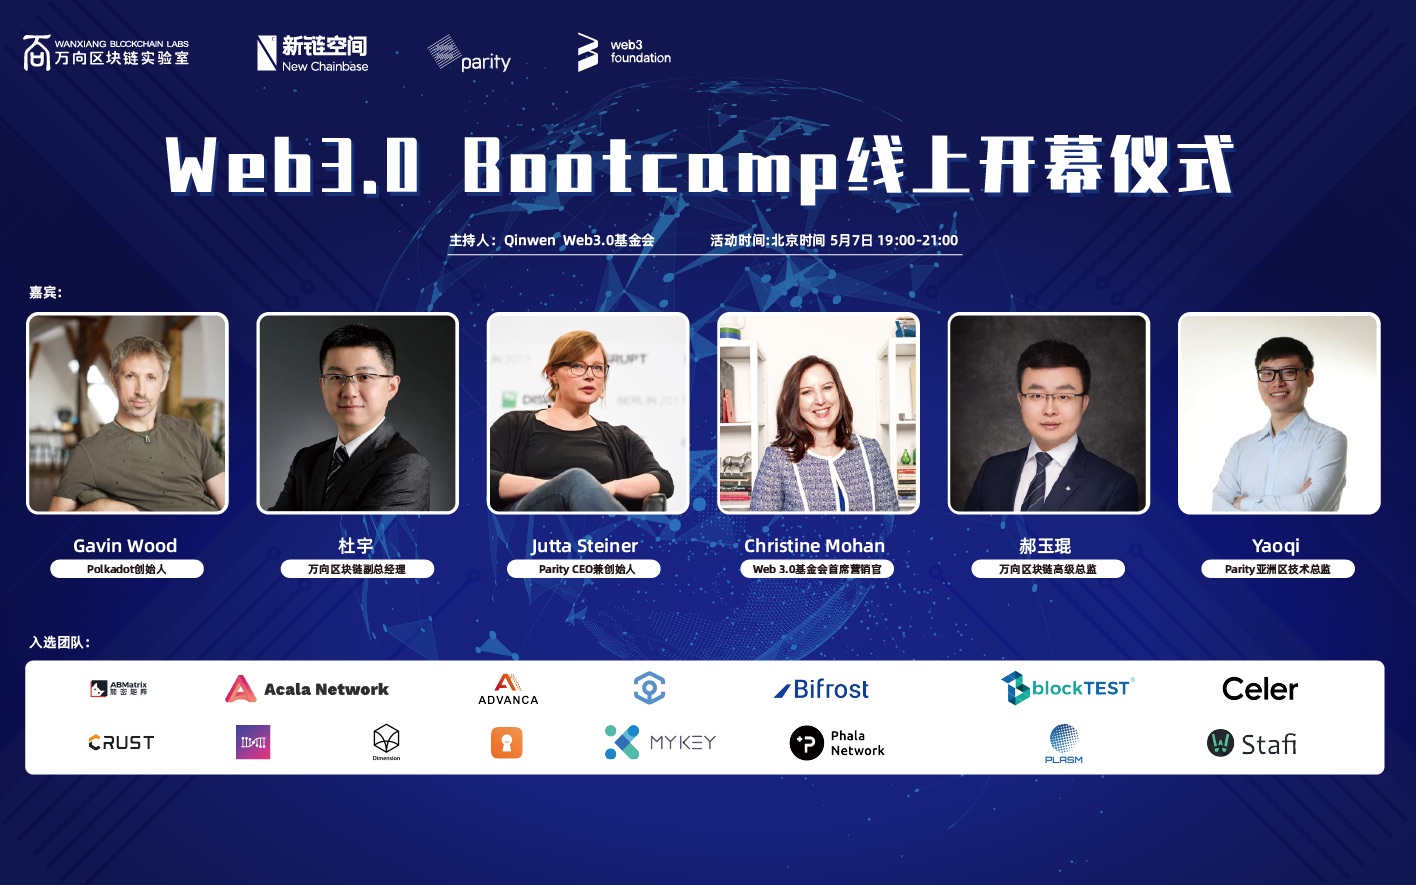 WANXIANG BLOCKCHAIN LABS
万向区块链实验室
新链空间
New Chainbase
parity
web3
foundation
Web3.0 Bootcamp线上开幕仪式
主持人：Qinwen Web3.0基金会 活动时间:北京时间 5月7日 19:00-21:00
嘉宾：
BERLIN 2017
Gavin Wood
Polkadot创始人
杜宇
万向区块链副总经理
Jutta Steiner
Parity CEO兼创始人
Christine Mohan
Web 3.0基金会首席营销官
郝玉琨
万向区块链高级总监
Yaoqi
Parity亚洲区技术总监
入选团队：
ABMatrix
加密矩阵
Acala Network
ADVANCA
Bifrost
blockTEST
Celer
CRUST
Dimension
MYKEY
Phala
Network
PLASM
Stafi